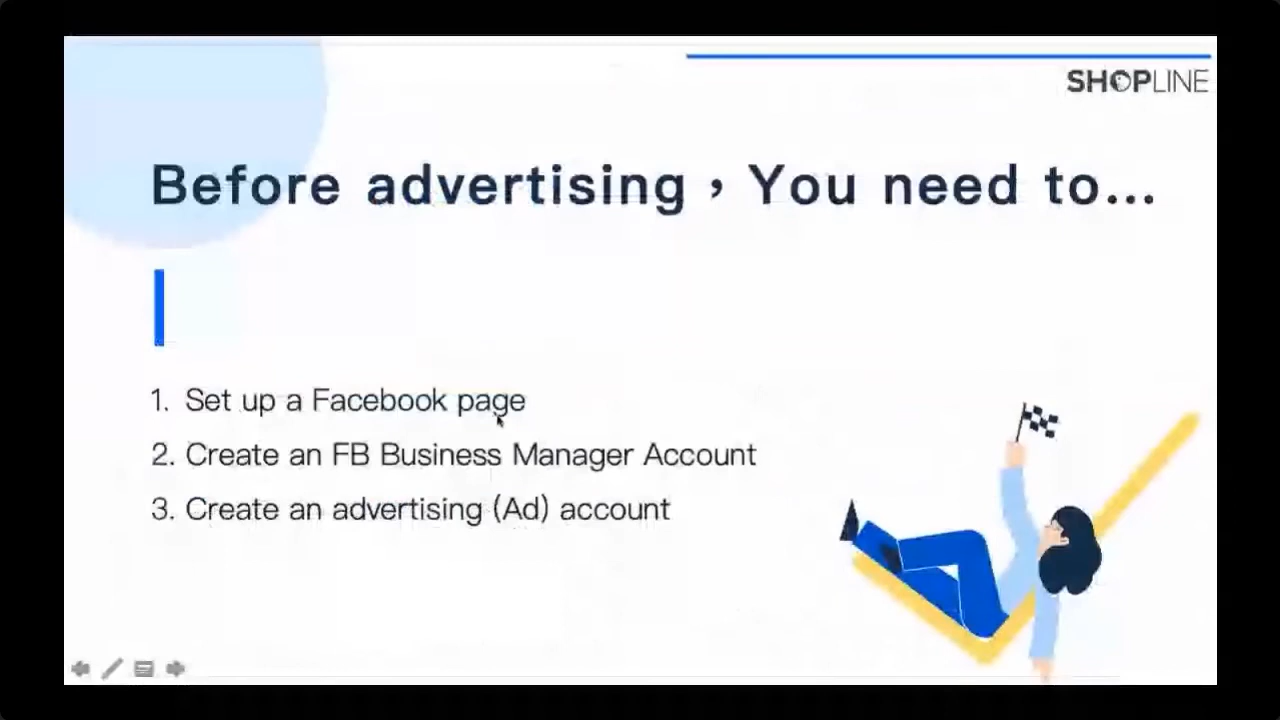 SHOPLINE
Before advertising，You need to...
1. Set up a Facebook page
2. Create an FB Business Manager Account
3. Create an advertising (Ad) account